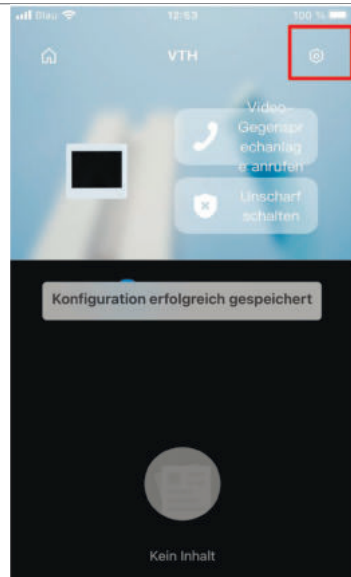 Blau 12:53 100 %
VTH
Video-
Gegenspr
echanlag
e anrufen
Unscharf
schalten
Konfiguration erfolgreich gespeichert
Kein Inhalt